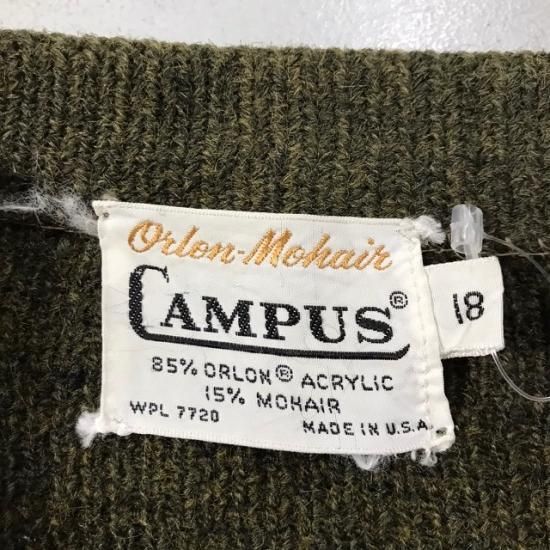 Orlon-Mohair
CAMPUS®
18
85% ORLON® ACRYLIC
15% MOHAIR
WPL 7720
MADE IN U.S.A.